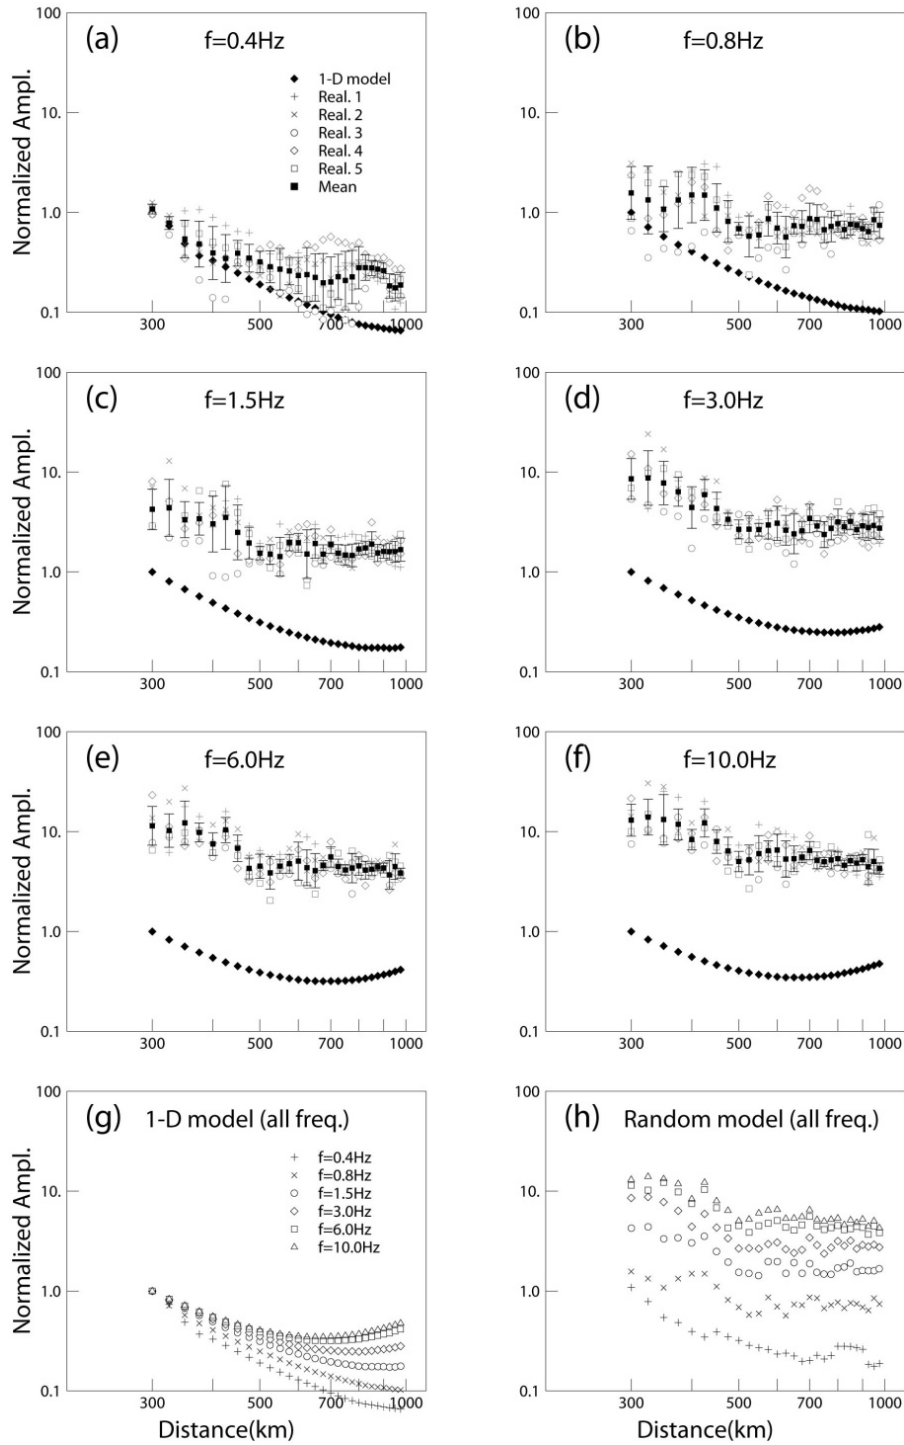 100
(a)
f=0.4Hz
10.
1-D model
Real. 1
Real. 2
Real. 3
Real. 4
Real. 5
Mean
1.0
0.1
300
500
700
1000
Normalized Ampl.
100
(b)
f=0.8Hz
10.
1.0
0.1
300
500
700
1000
100
(c)
f=1.5Hz
10.
1.0
0.1
300
500
700
1000
Normalized Ampl.
100
(d)
f=3.0Hz
10.
1.0
0.1
300
500
700
1000
100
(e)
f=6.0Hz
10.
1.0
0.1
300
500
700
1000
Normalized Ampl.
100
(f)
f=10.0Hz
10.
1.0
0.1
300
500
700
1000
100
(g) 1-D model (all freq.)
f=0.4Hz
f=0.8Hz
f=1.5Hz
f=3.0Hz
f=6.0Hz
f=10.0Hz
10.
1.0
0.1
300
500
700
1000
Normalized Ampl.
Distance(km)
100
(h) Random model (all freq.)
10.
1.0
0.1
300
500
700
1000
Distance(km)